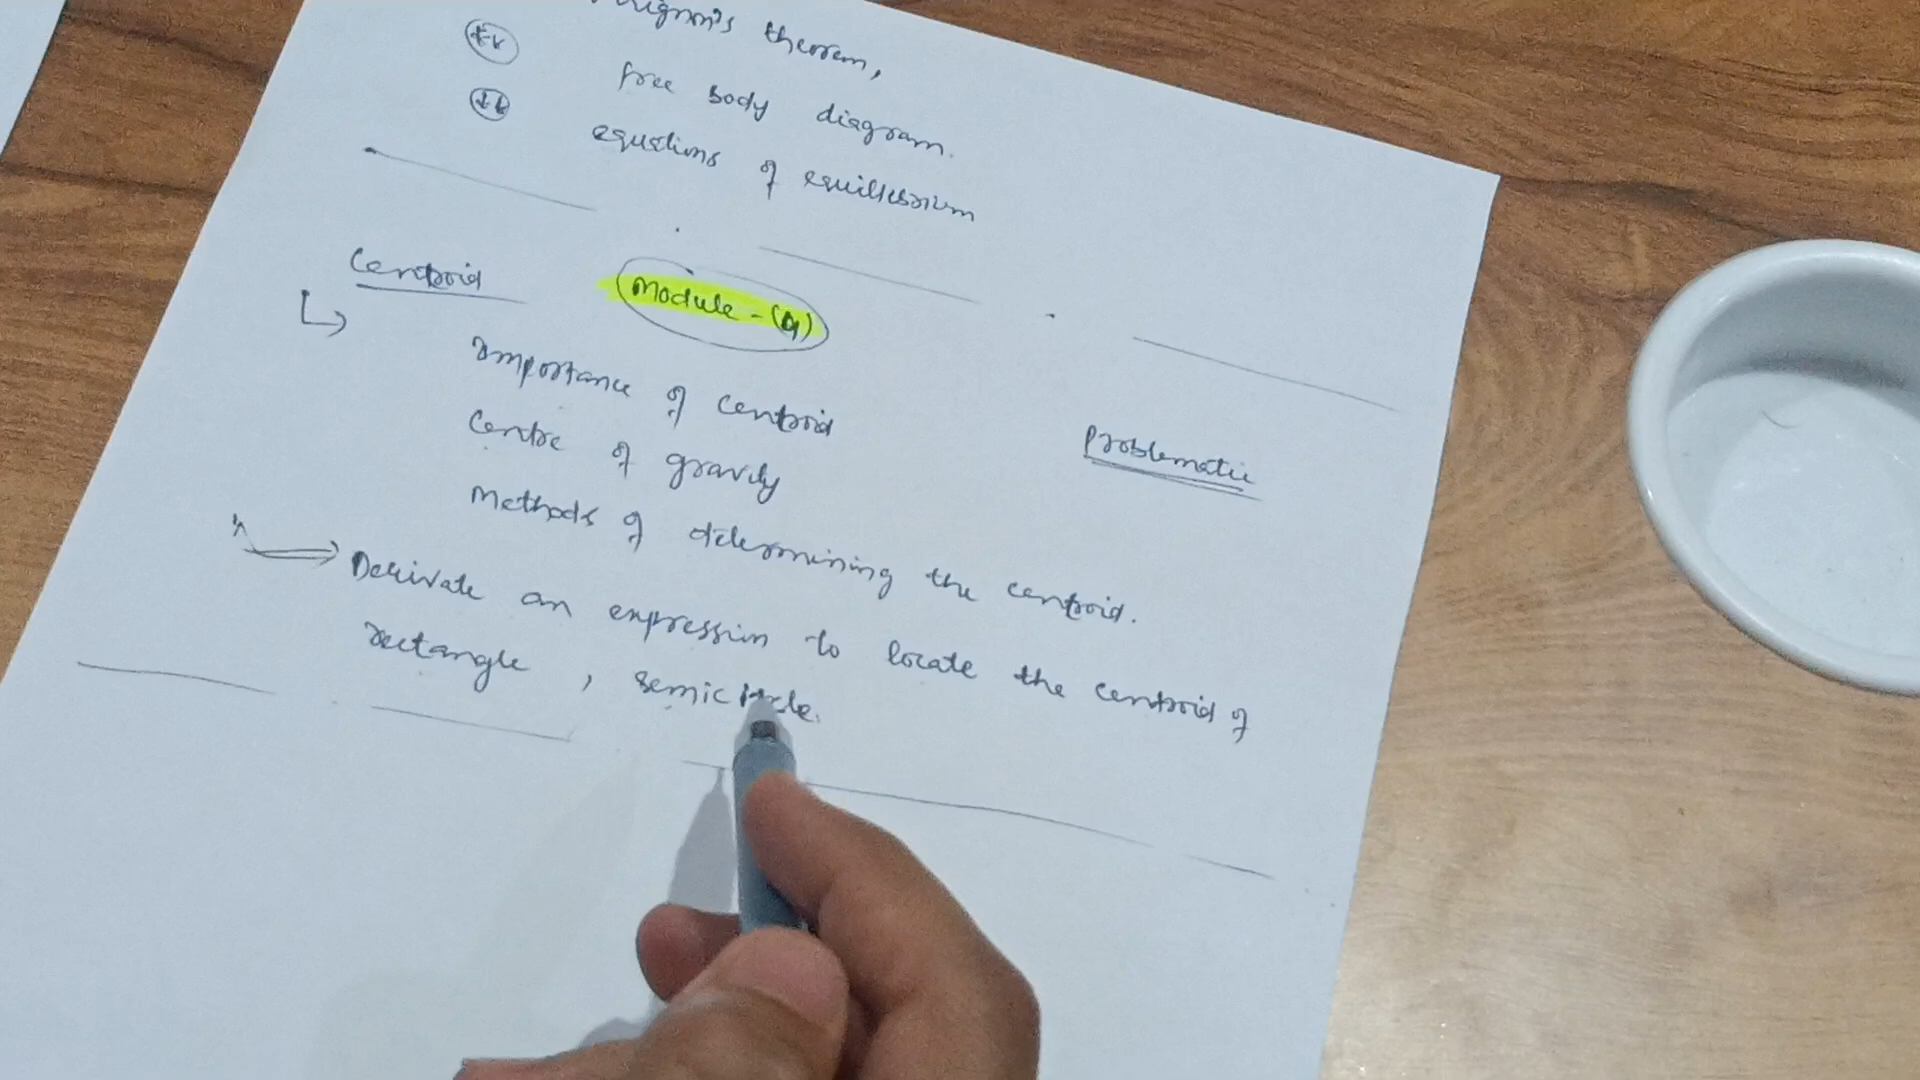 theorem,
free body diagram.
equations of equillebrium
Centroid
Module - (4)
Importance of centroid
Centre of gravity
Problematic
Methods of determining the centroid.
Derivate an expression to locate the centroid of
rectangle, semicircle.